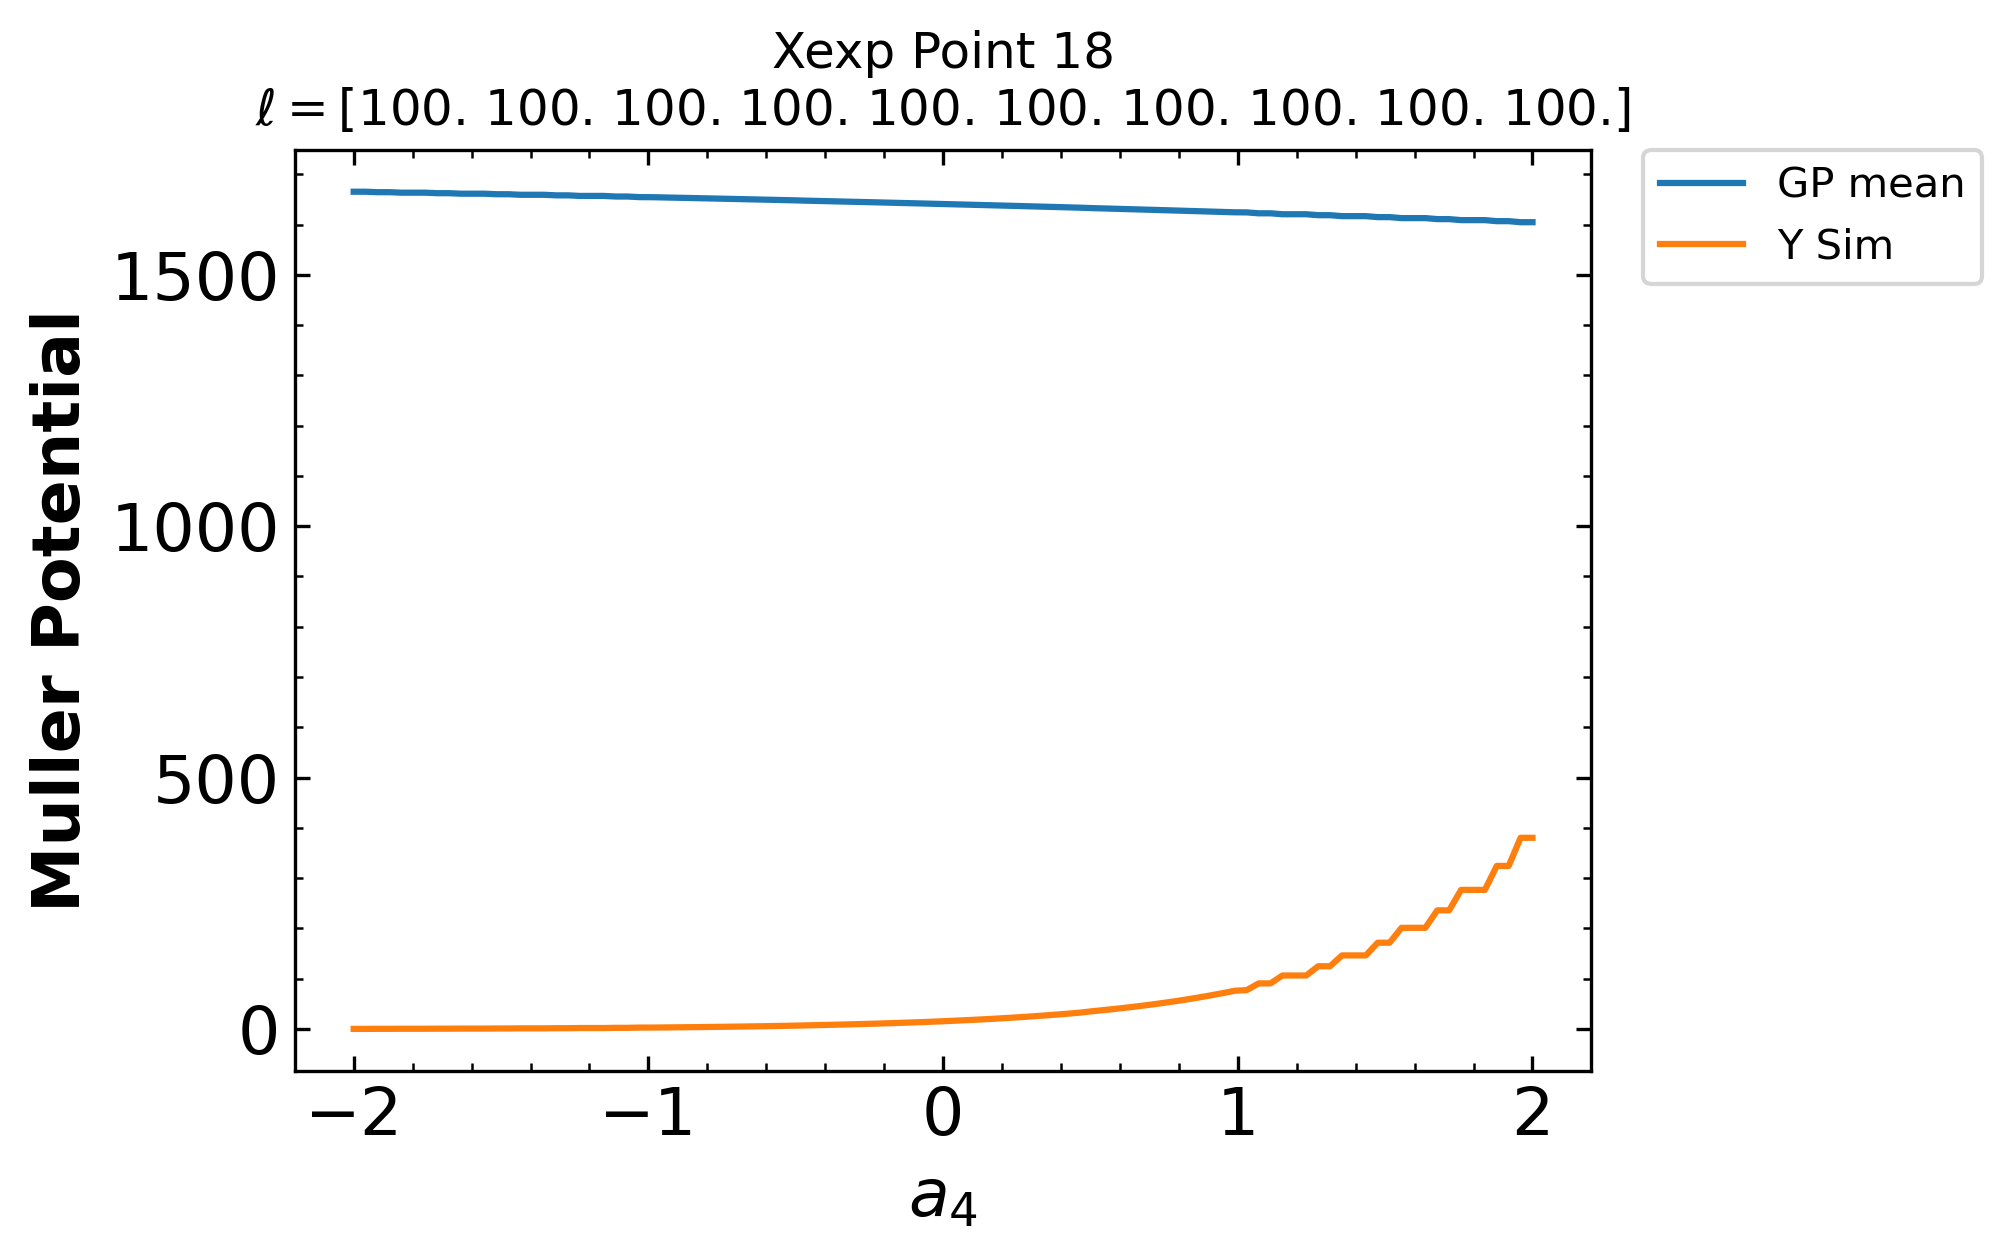 Xexp Point 18
ℓ = [100. 100. 100. 100. 100. 100. 100. 100. 100. 100.]
GP mean
Y Sim
Muller Potential
1500
1000
500
0
−2 −1 0 1 2
a₄